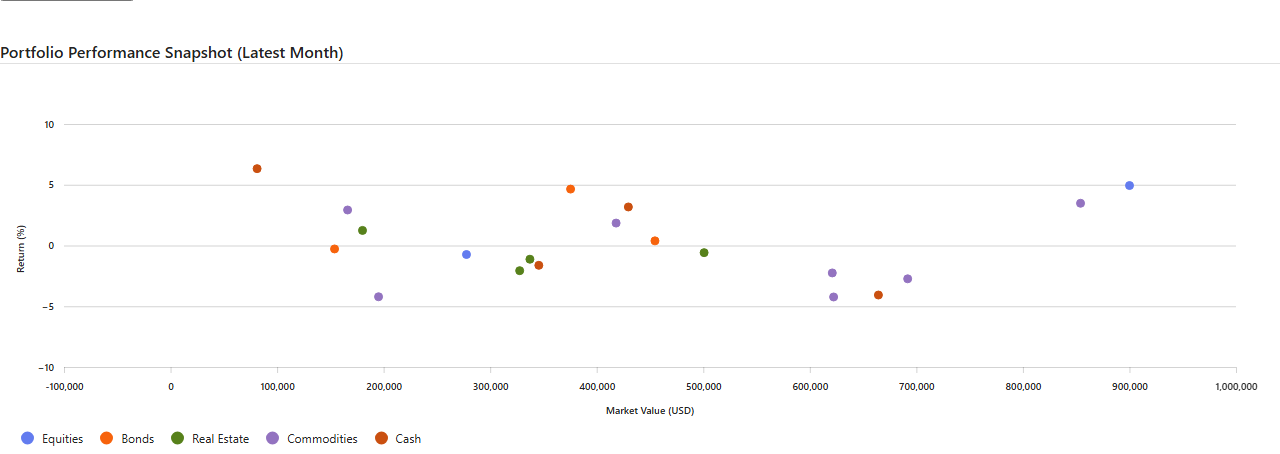 Portfolio Performance Snapshot (Latest Month)
10
5
0
−5
−10
Return (%)
-100,000 0 100,000 200,000 300,000 400,000 500,000 600,000 700,000 800,000 900,000 1,000,000
Market Value (USD)
Equities Bonds Real Estate Commodities Cash